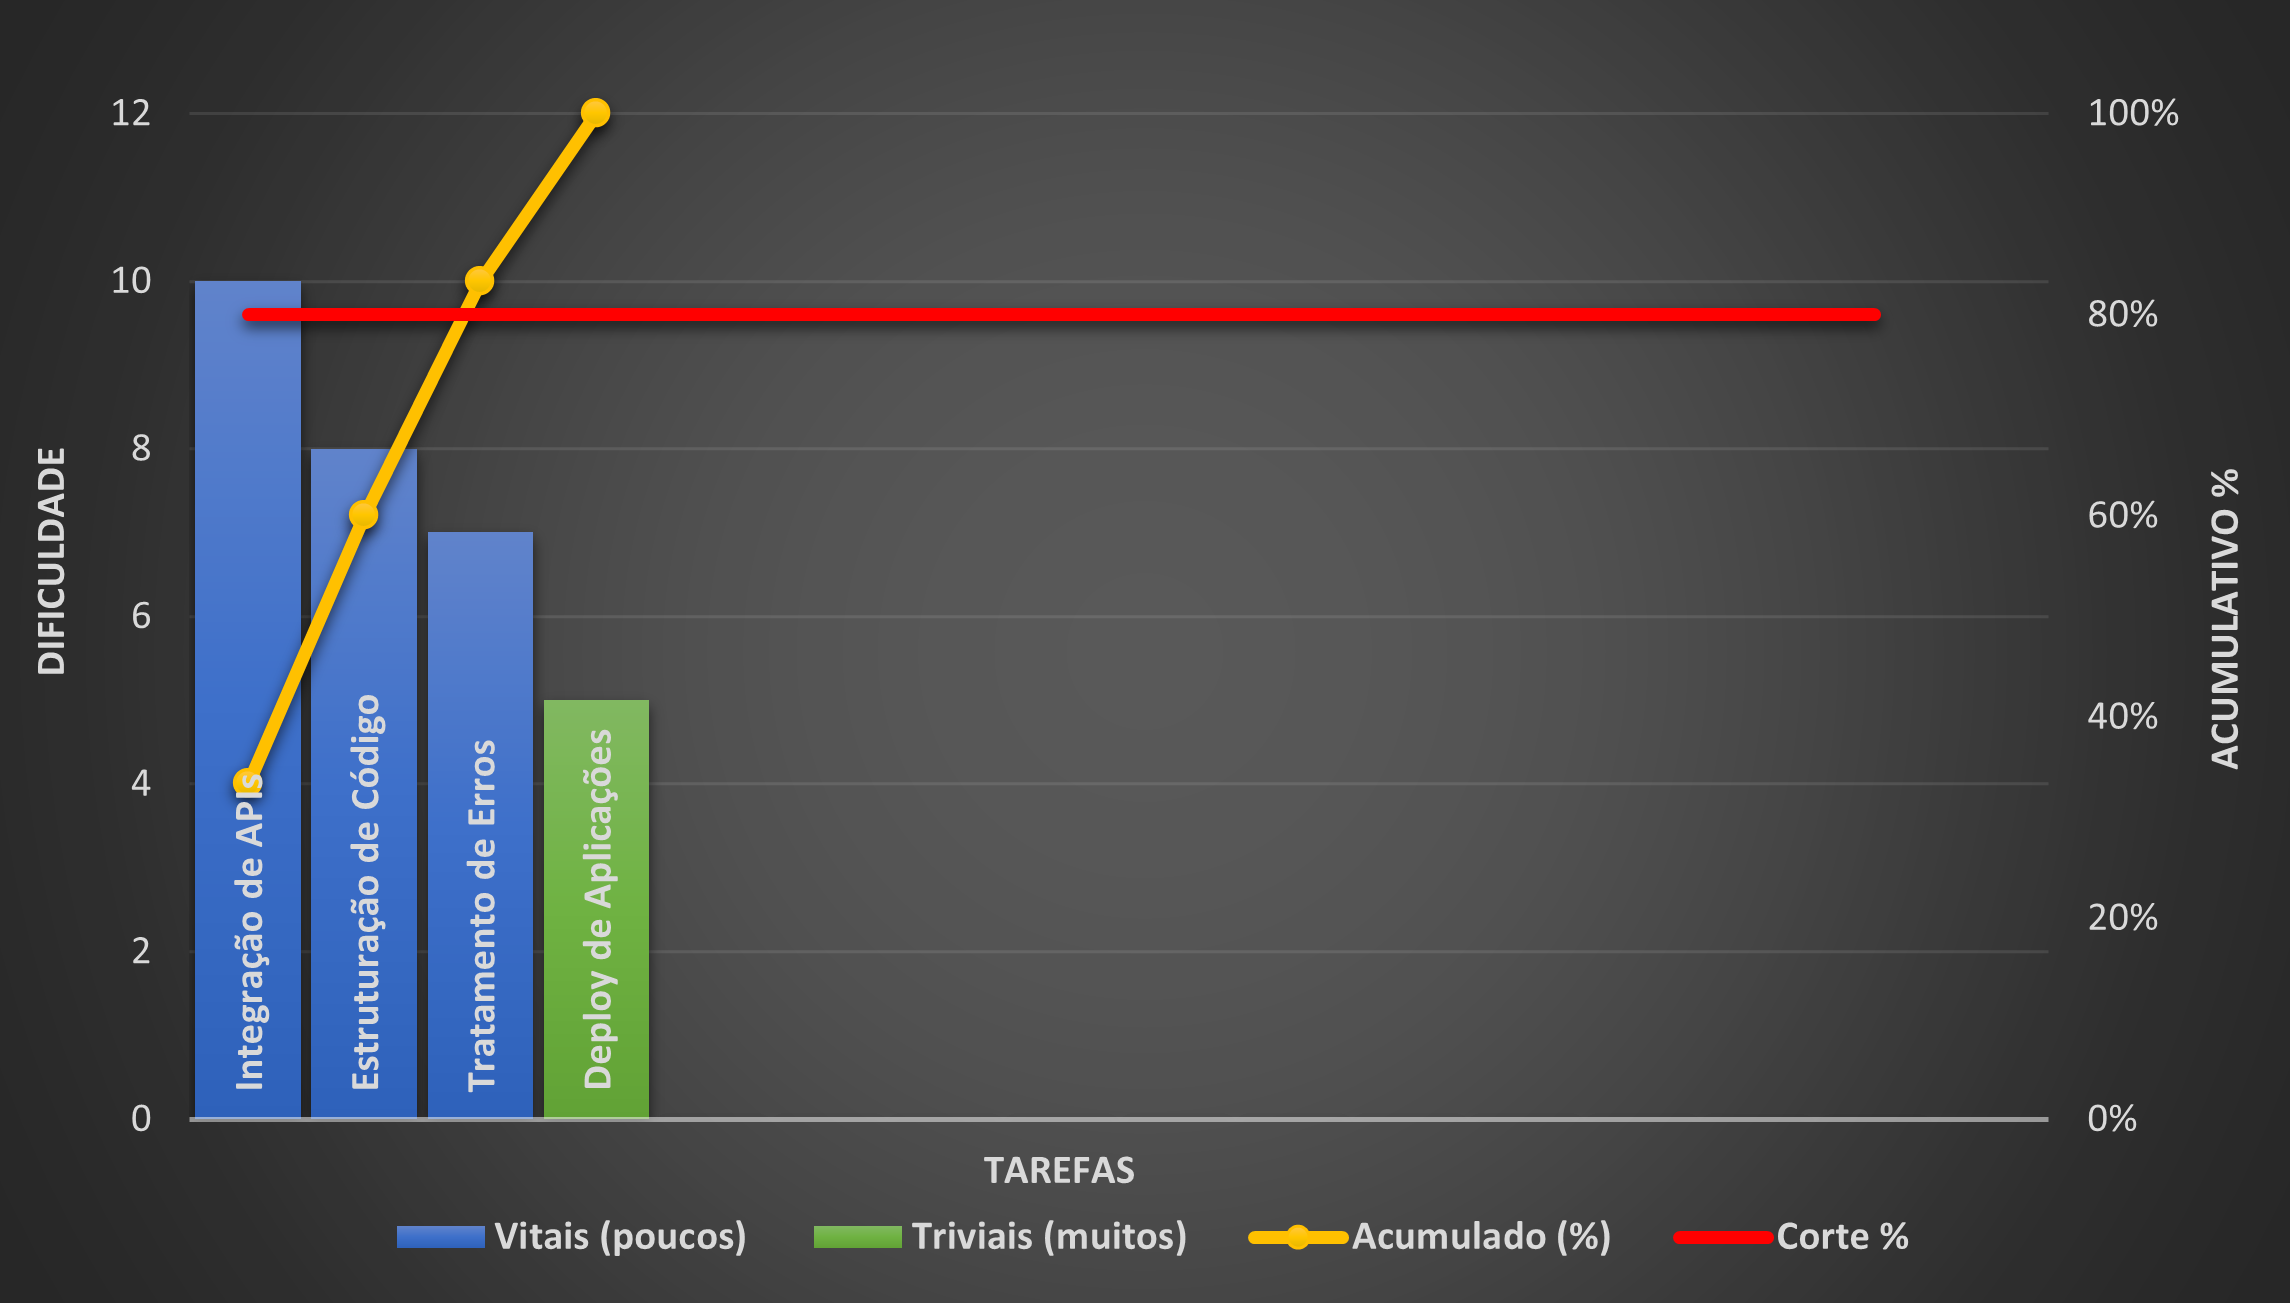 12
10
8
6
4
2
0
DIFICULDADE
100%
80%
60%
40%
20%
0%
ACUMULATIVO %
Integração de APIs
Estruturação de Código
Tratamento de Erros
Deploy de Aplicações
TAREFAS
Vitais (poucos)
Triviais (muitos)
Acumulado (%)
Corte %